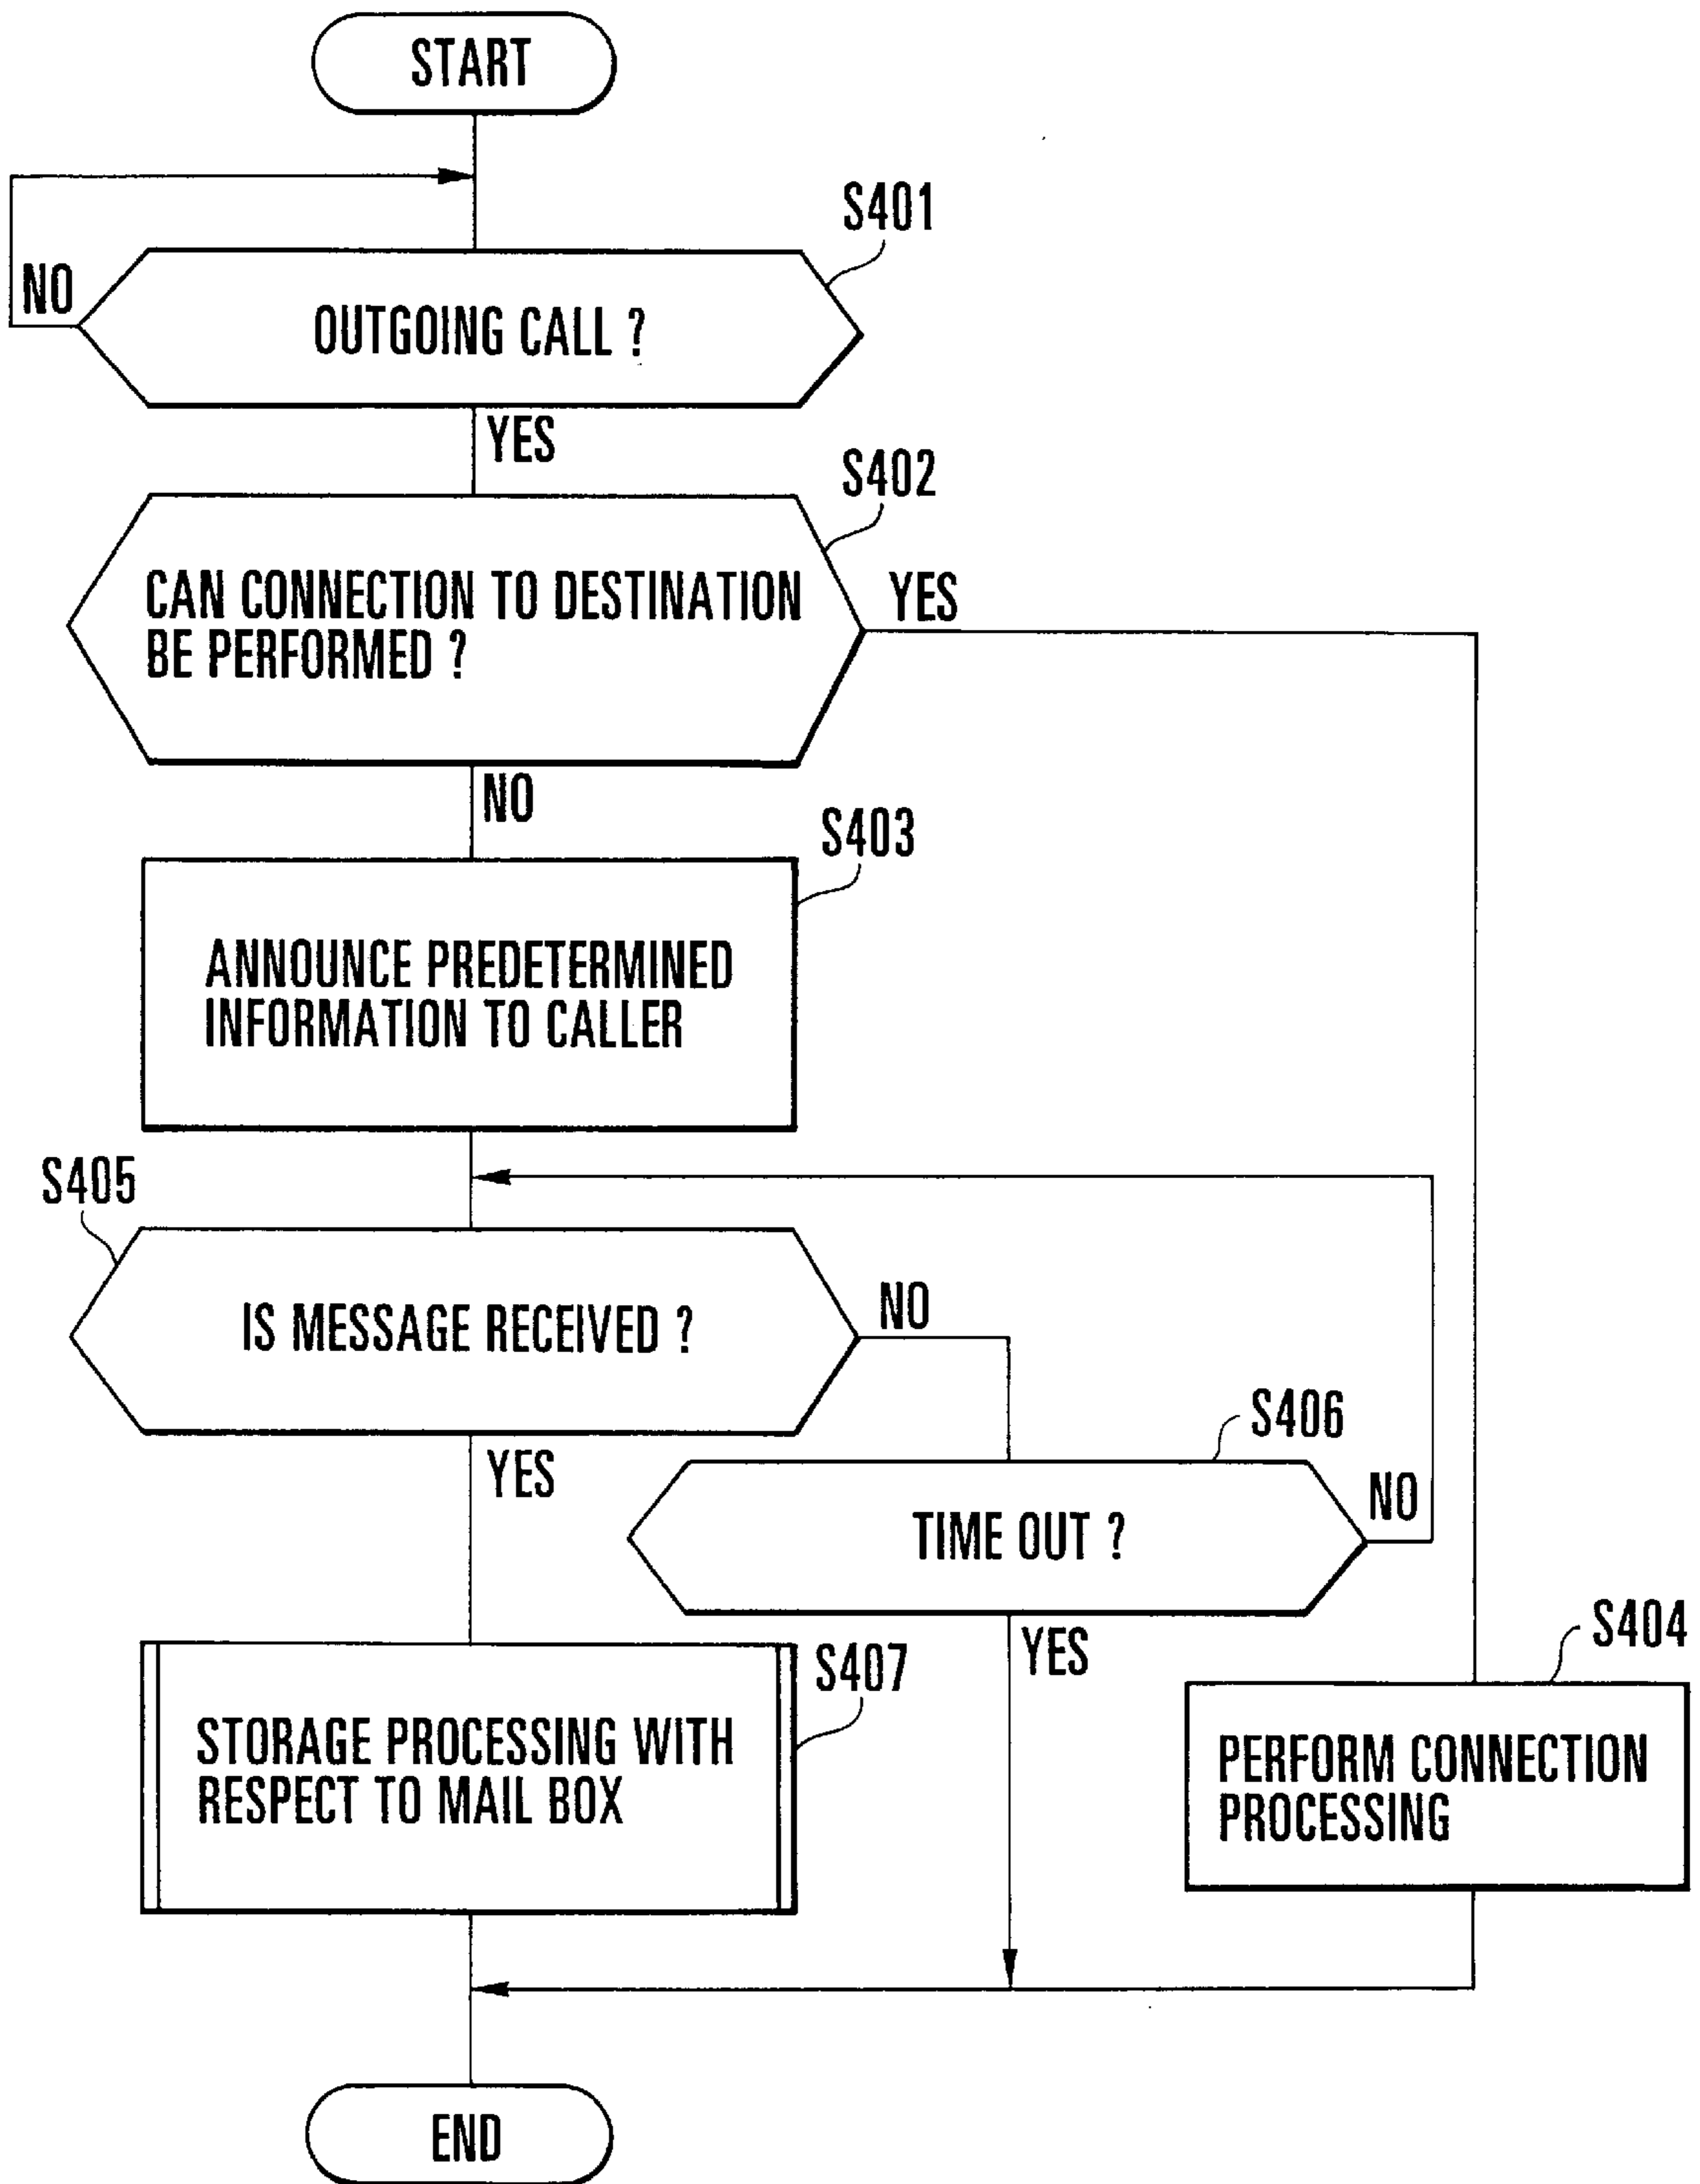 START
S401
NO
OUTGOING CALL ?
YES
S402
CAN CONNECTION TO DESTINATION
BE PERFORMED ?
YES
NO
S403
ANNOUNCE PREDETERMINED
INFORMATION TO CALLER
S405
IS MESSAGE RECEIVED ?
NO
S406
YES
TIME OUT ?
NO
S404
YES
S407
STORAGE PROCESSING WITH
RESPECT TO MAIL BOX
PERFORM CONNECTION
PROCESSING
END